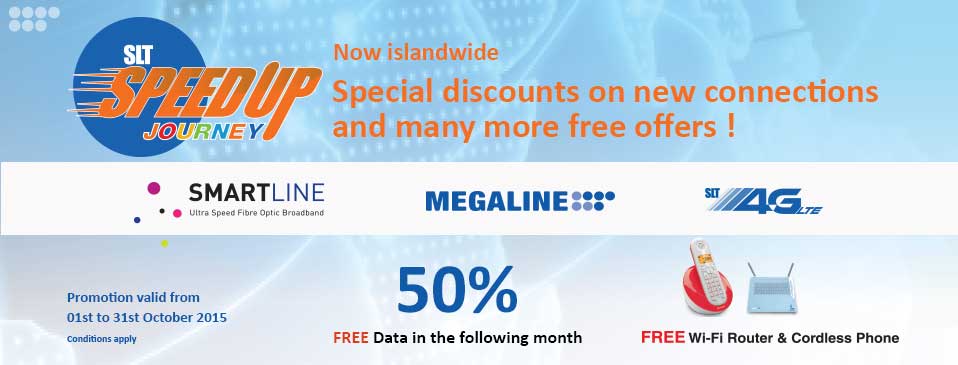 SLT
SPEEDUP
JOURNEY
Now islandwide
Special discounts on new connections
and many more free offers !
SMARTLINE
Ultra Speed Fibre Optic Broadband
MEGALINE
SLT 4G LTE
Promotion valid from
01st to 31st October 2015
Conditions apply
50%
FREE Data in the following month
FREE Wi-Fi Router & Cordless Phone